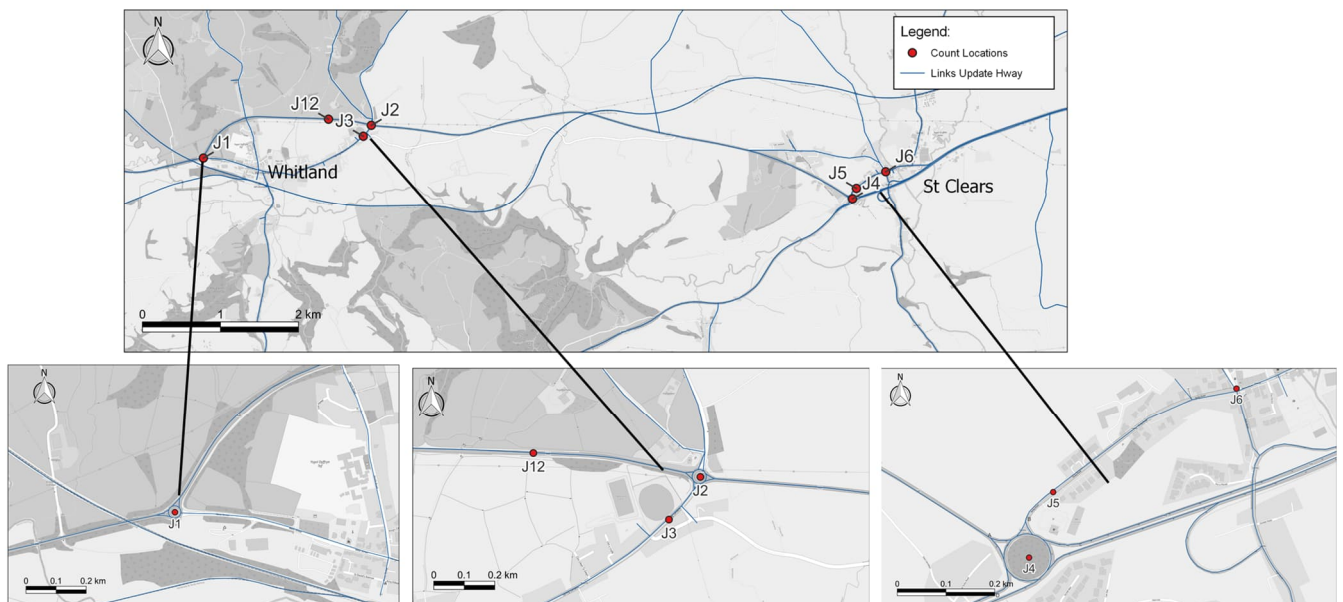 N
Legend:
Count Locations
Links Update Hway
J12
J2
J3
J1
Whitland
J6
J5
J4
St Clears
0 1 2 km
N
J1
0 0.1 0.2 km
N
J12
J2
J3
0 0.1 0.2 km
N
J6
J5
J4
0 0.1 0.2 km